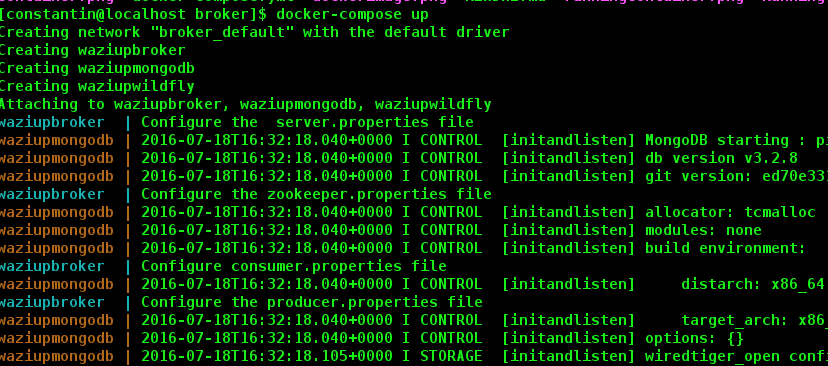 [constantin@localhost broker]$ docker-compose up
Creating network "broker_default" with the default driver
Creating waziupbroker
Creating waziupmongodb
Creating waziupwildfly
Attaching to waziupbroker, waziupmongodb, waziupwildfly
waziupbroker  | Configure the  server.properties file
waziupmongodb | 2016-07-18T16:32:18.040+0000 I CONTROL  [initandlisten] MongoDB starting : pi
waziupmongodb | 2016-07-18T16:32:18.040+0000 I CONTROL  [initandlisten] db version v3.2.8
waziupmongodb | 2016-07-18T16:32:18.040+0000 I CONTROL  [initandlisten] git version: ed70e331
waziupbroker  | Configure the zookeeper.properties file
waziupmongodb | 2016-07-18T16:32:18.040+0000 I CONTROL  [initandlisten] allocator: tcmalloc
waziupmongodb | 2016-07-18T16:32:18.040+0000 I CONTROL  [initandlisten] modules: none
waziupmongodb | 2016-07-18T16:32:18.040+0000 I CONTROL  [initandlisten] build environment:
waziupbroker  | Configure consumer.properties file
waziupmongodb | 2016-07-18T16:32:18.040+0000 I CONTROL  [initandlisten]     distarch: x86_64
waziupbroker  | Configure the producer.properties file
waziupmongodb | 2016-07-18T16:32:18.040+0000 I CONTROL  [initandlisten]     target_arch: x86_
waziupmongodb | 2016-07-18T16:32:18.040+0000 I CONTROL  [initandlisten] options: {}
waziupmongodb | 2016-07-18T16:32:18.105+0000 I STORAGE  [initandlisten] wiredtiger_open confi